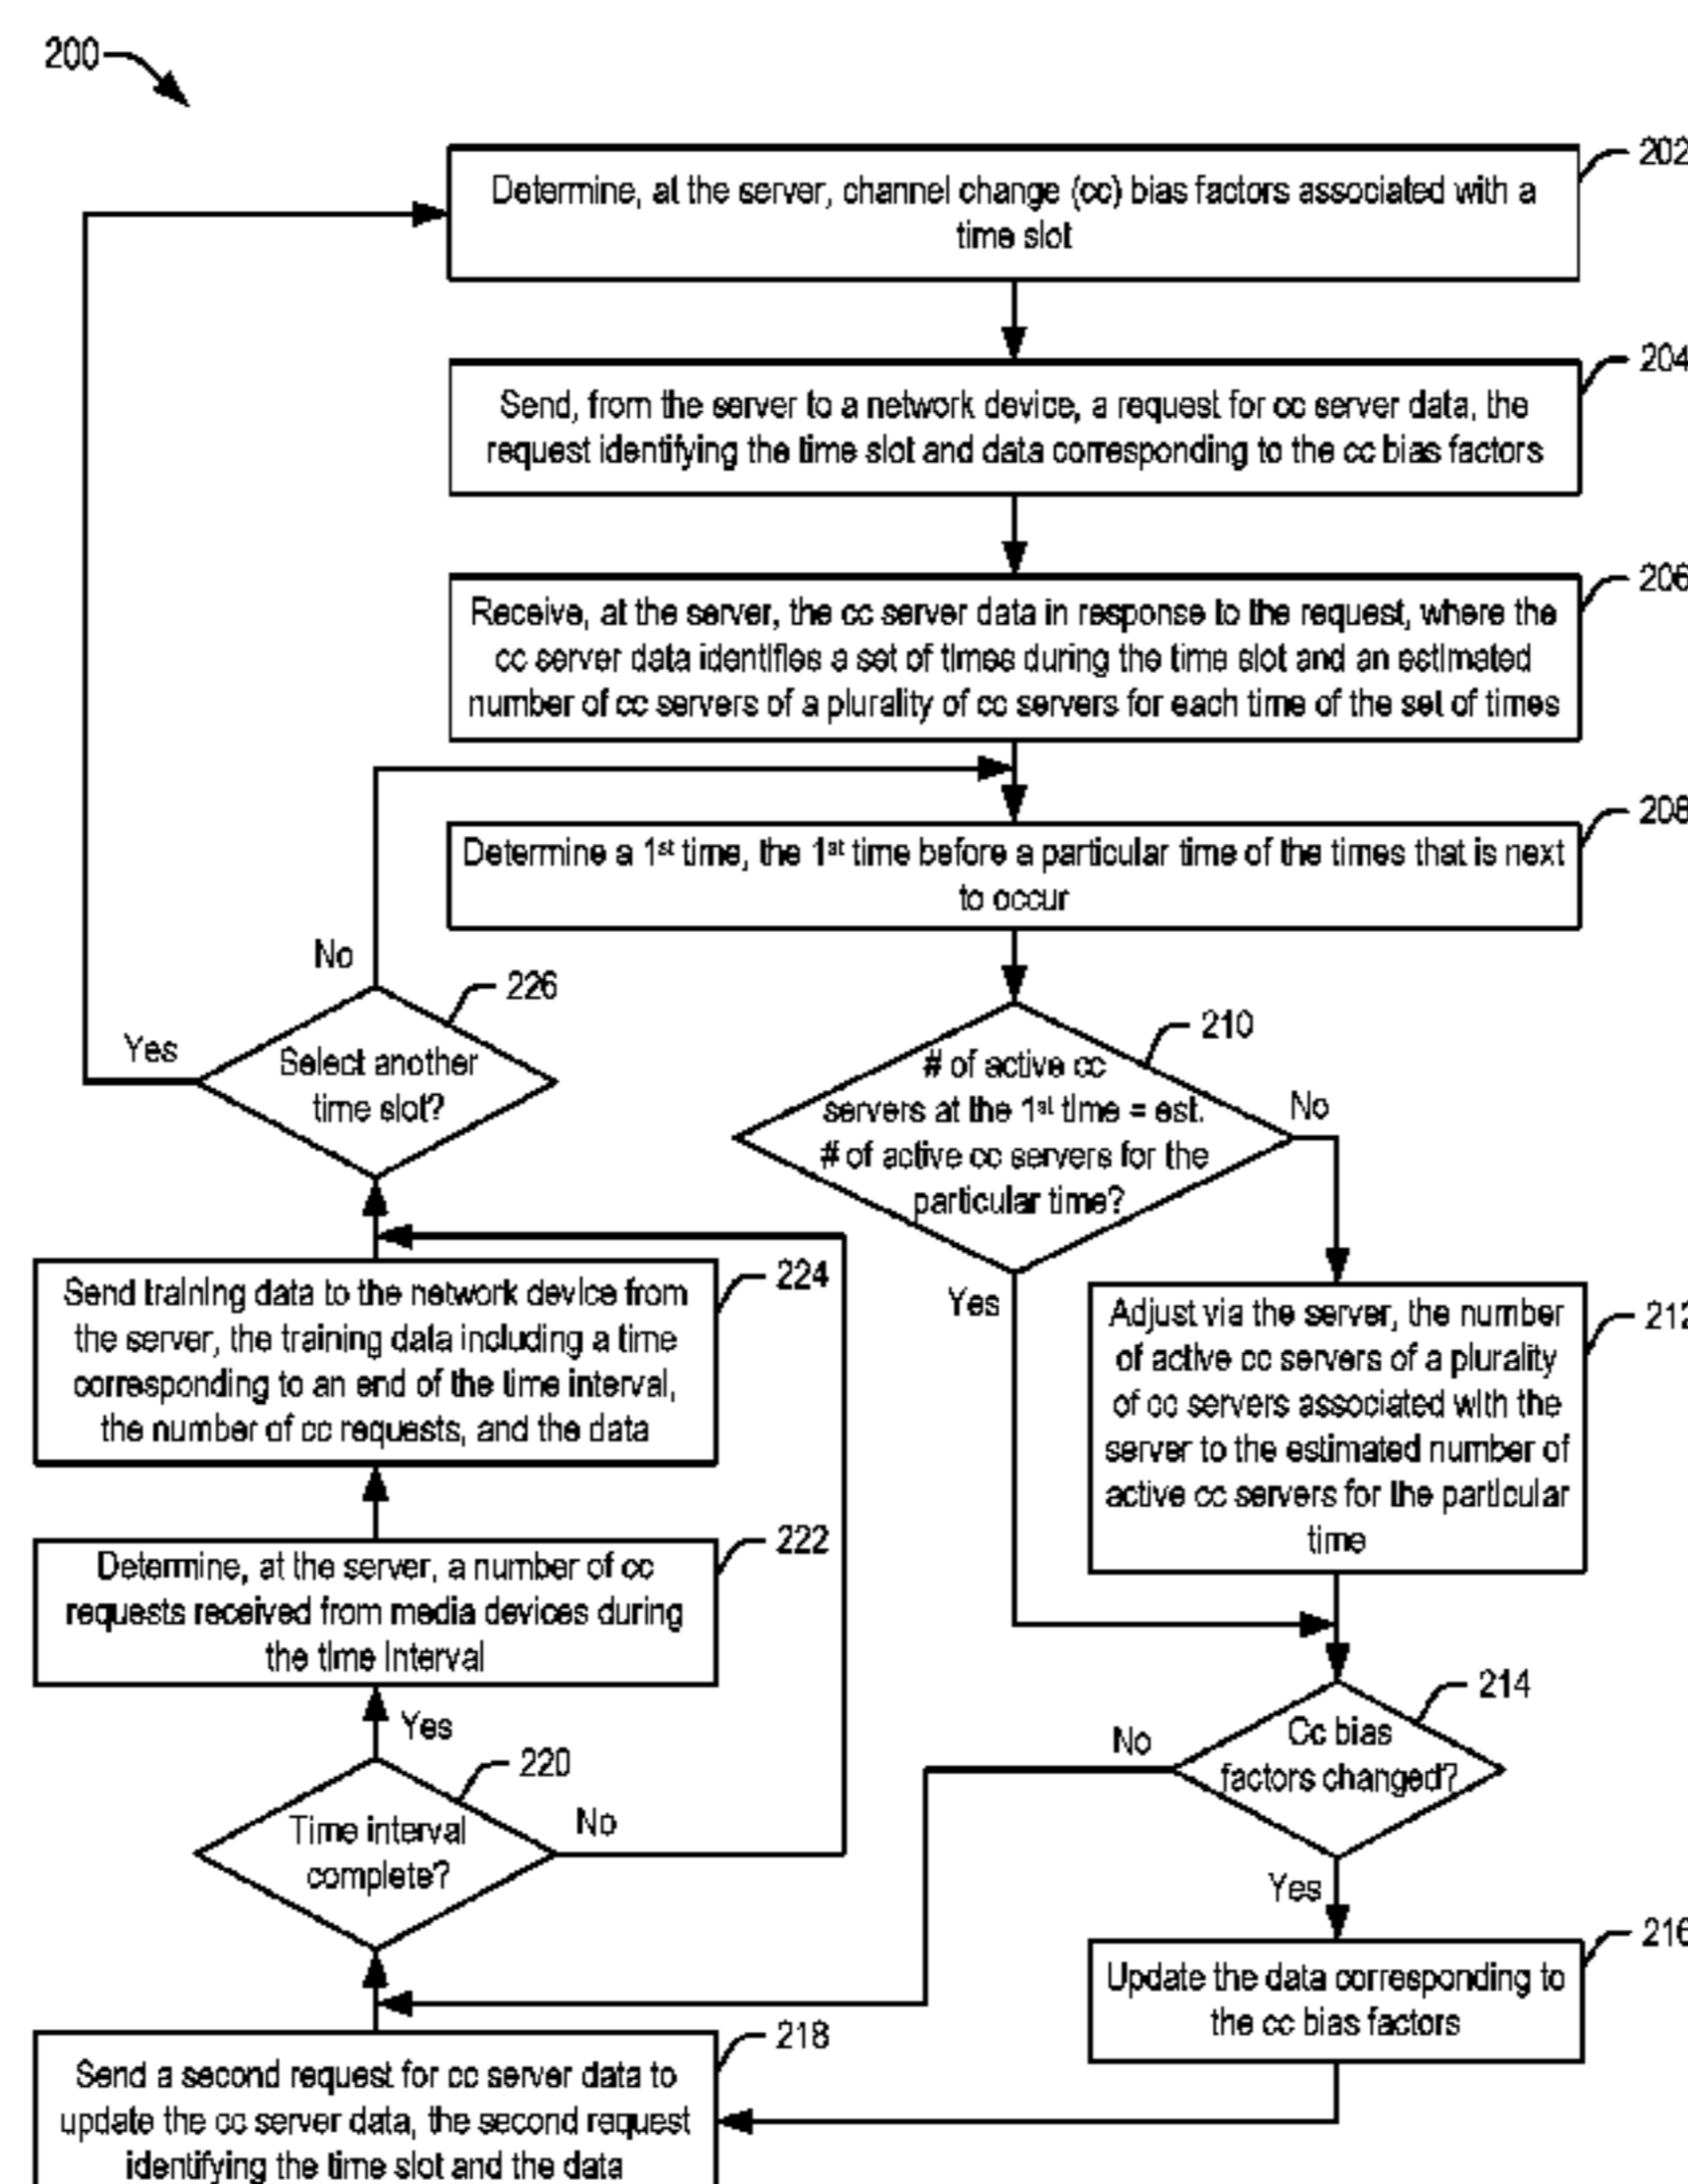 200
202
Determine, at the server, channel change (cc) bias factors associated with a
time slot
204
Send, from the server to a network device, a request for cc server data, the
request identifying the time slot and data corresponding to the cc bias factors
206
Receive, at the server, the cc server data in response to the request, where the
cc server data identifies a set of times during the time slot and an estimated
number of cc servers of a plurality of cc servers for each time of the set of times
208
Determine a 1st time, the 1st time before a particular time of the times that is next
to occur
No
226
Yes
Select another
time slot?
210
# of active cc
servers at the 1st time = est.
# of active cc servers for the
particular time?
No
Yes
224
Send training data to the network device from
the server, the training data including a time
corresponding to an end of the time interval,
the number of cc requests, and the data
212
Adjust via the server, the number
of active cc servers of a plurality
of cc servers associated with the
server to the estimated number of
active cc servers for the particular
time
222
Determine, at the server, a number of cc
requests received from media devices during
the time interval
Yes
220
Time interval
complete?
No
214
Cc bias
factors changed?
No
Yes
216
Update the data corresponding to
the cc bias factors
218
Send a second request for cc server data to
update the cc server data, the second request
identifying the time slot and the data